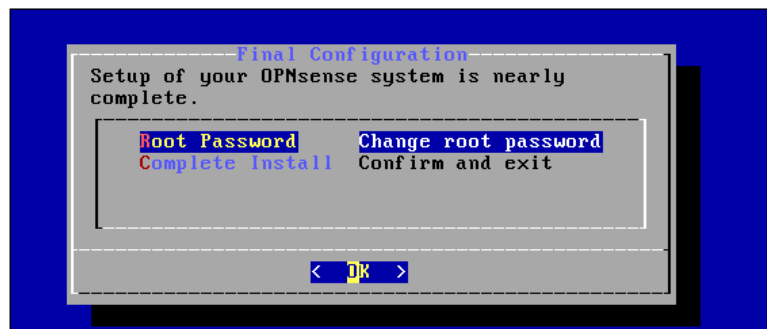 Final Configuration
Setup of your OPNsense system is nearly
complete.
Root Password Change root password
Complete Install Confirm and exit
< OK >